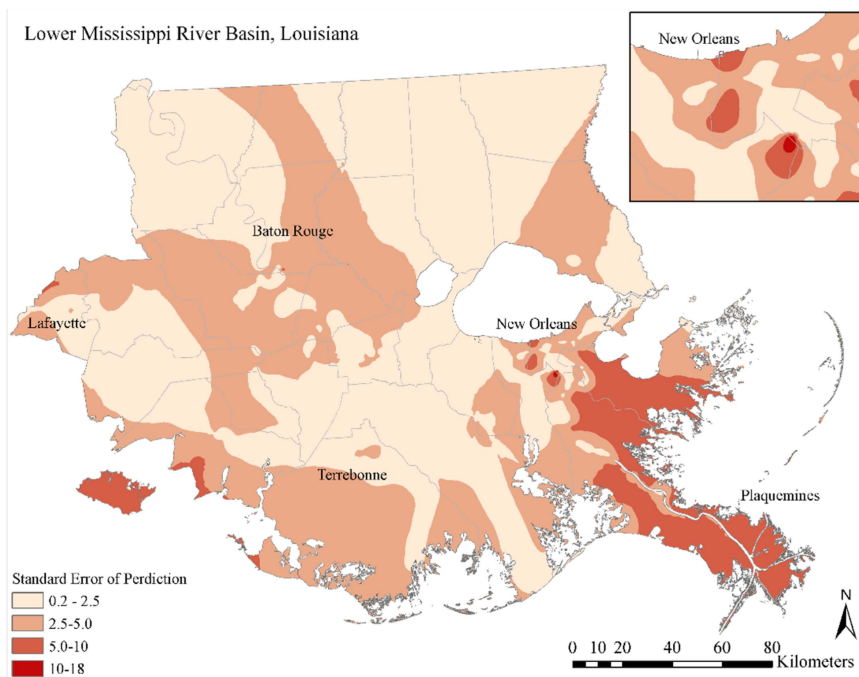 Lower Mississippi River Basin, Louisiana
New Orleans
Baton Rouge
Lafayette
New Orleans
Terrebonne
Plaquemines
Standard Error of Perdiction
0.2 - 2.5
2.5-5.0
5.0-10
10-18
N
0 5 10 20 40 60 80
Kilometers